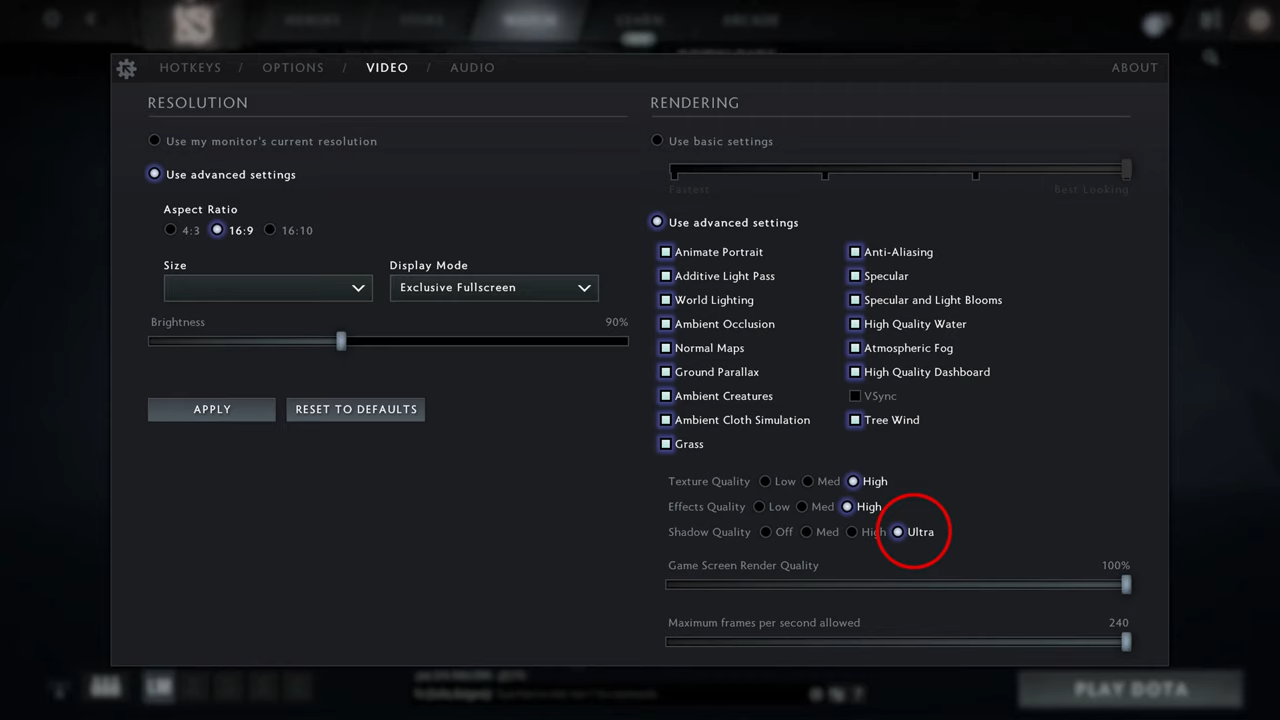 HOTKEYS / OPTIONS / VIDEO / AUDIO
ABOUT
RESOLUTION
Use my monitor's current resolution
Use advanced settings
Aspect Ratio
4:3 16:9 16:10
Size
Display Mode
Exclusive Fullscreen
Brightness
90%
APPLY
RESET TO DEFAULTS
RENDERING
Use basic settings
Fastest
Best Looking
Use advanced settings
Animate Portrait
Additive Light Pass
World Lighting
Ambient Occlusion
Normal Maps
Ground Parallax
Ambient Creatures
Ambient Cloth Simulation
Grass
Anti-Aliasing
Specular
Specular and Light Blooms
High Quality Water
Atmospheric Fog
High Quality Dashboard
VSync
Tree Wind
Texture Quality Low Med High
Effects Quality Low Med High
Shadow Quality Off Med High Ultra
Game Screen Render Quality
100%
Maximum frames per second allowed
240
PLAY DOTA